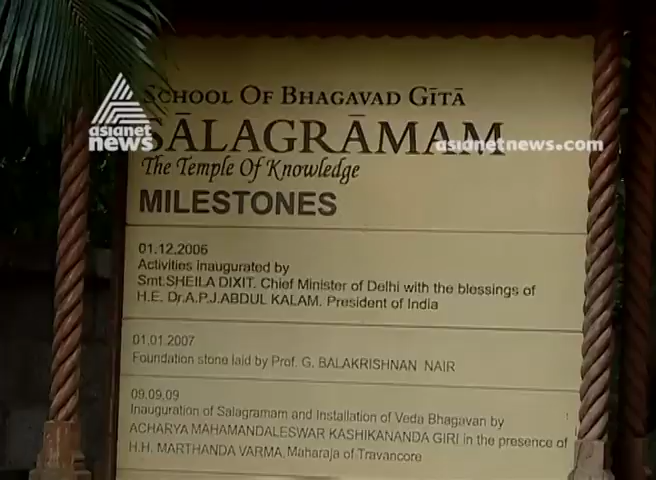 SCHOOL OF BHAGAVAD GĪTĀ
SĀLAGRĀMAM
The Temple Of Knowledge
MILESTONES
01.12.2006
Activities inaugurated by
Smt.SHEILA DIXIT. Chief Minister of Delhi with the blessings of
H.E. Dr.A.P.J.ABDUL KALAM. President of India
01.01.2007
Foundation stone laid by Prof. G. BALAKRISHNAN NAIR
09.09.09
Inauguration of Salagramam and Installation of Veda Bhagavan by
ACHARYA MAHAMANDALESWAR KASHIKANANDA GIRI in the presence of
H.H. MARTHANDA VARMA, Maharaja of Travancore
asianet
news
asianetnews.com